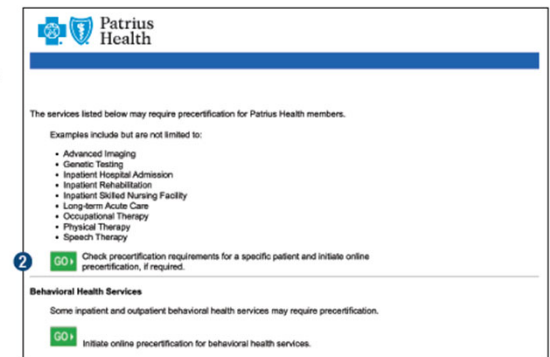 Patrius
Health
The services listed below may require precertification for Patrius Health members.
Examples include but are not limited to:
• Advanced Imaging
• Genetic Testing
• Inpatient Hospital Admission
• Inpatient Rehabilitation
• Inpatient Skilled Nursing Facility
• Long-term Acute Care
• Occupational Therapy
• Physical Therapy
• Speech Therapy
2
GO
Check precertification requirements for a specific patient and initiate online
precertification, if required.
Behavioral Health Services
Some inpatient and outpatient behavioral health services may require precertification.
GO
Initiate online precertification for behavioral health services.